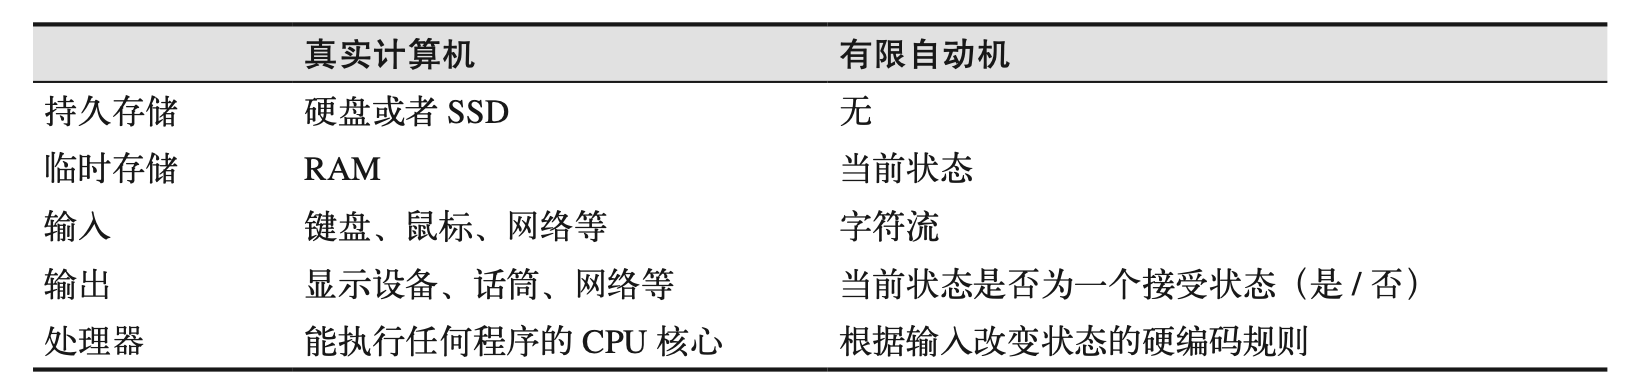 真实计算机 有限自动机
持久存储 硬盘或者 SSD 无
临时存储 RAM 当前状态
输入 键盘、鼠标、网络等 字符流
输出 显示设备、话筒、网络等 当前状态是否为一个接受状态（是 / 否）
处理器 能执行任何程序的 CPU 核心 根据输入改变状态的硬编码规则